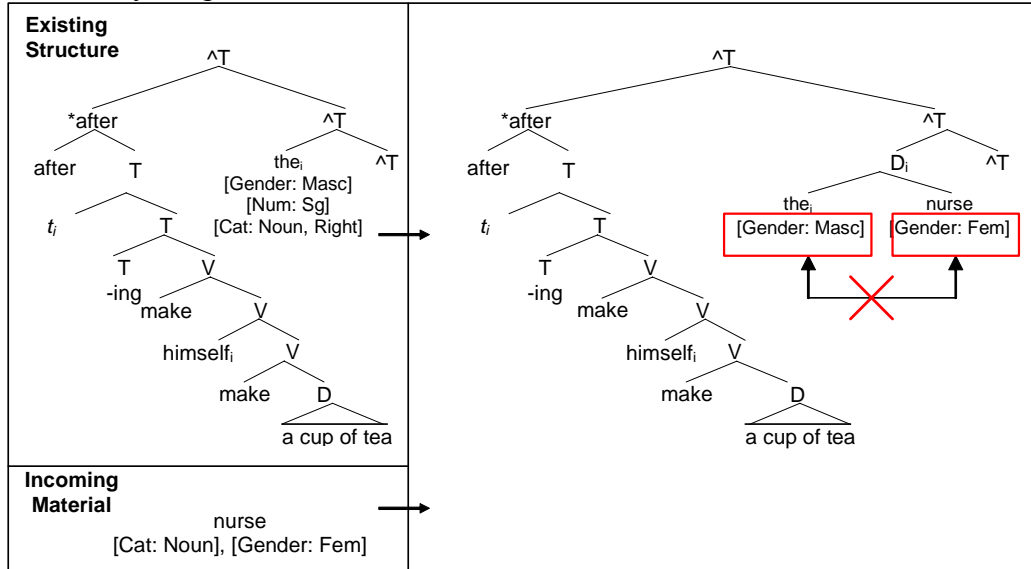 Existing
Structure
^T
^T
*after
^T
*after
^T
after
T
the_i
^T
after
T
D_i
^T
[Gender: Masc]
[Num: Sg]
[Cat: Noun, Right]
the_i
nurse
t_i
T
t_i
T
[Gender: Masc]
[Gender: Fem]
T
V
T
V
-ing
make
V
-ing
make
V
himself_i
V
himself_i
V
make
D
make
D
a cup of tea
a cup of tea
Incoming
Material
nurse
[Cat: Noun], [Gender: Fem]